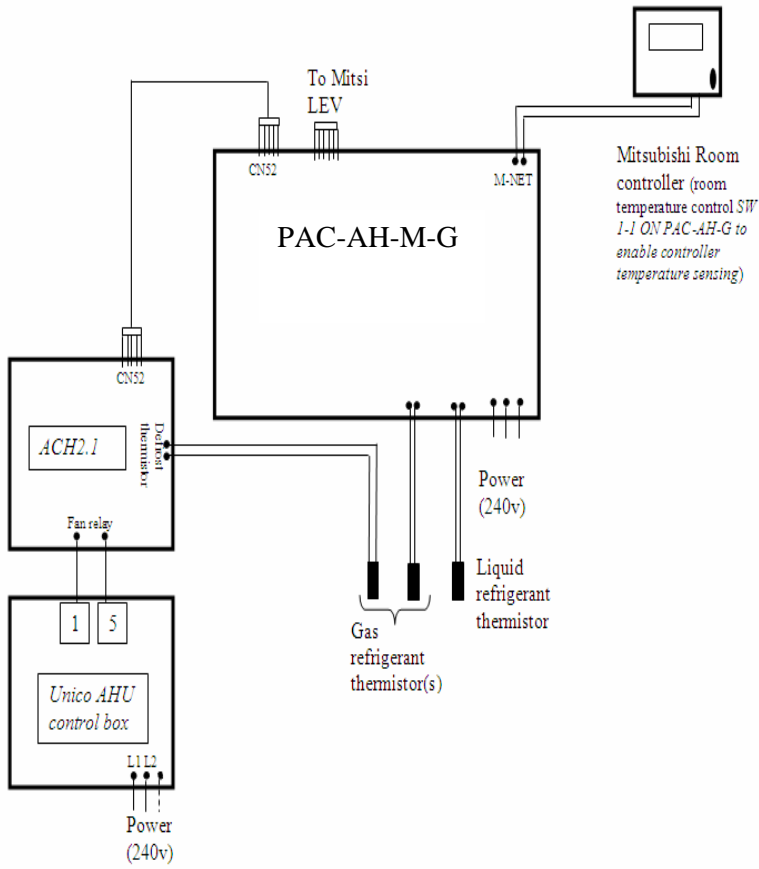 To Mitsi
LEV
CN52
M-NET
PAC-AH-M-G
Mitsubishi Room
controller (room
temperature control SW
1-1 ON PAC-AH-G to
enable controller
temperature sensing)
CN52
ACH2.1
Defrost
thermistor
Fan relay
Power
(240v)
1
5
Liquid
refrigerant
thermistor
Gas
refrigerant
thermistor(s)
Unico AHU
control box
L1 L2
Power
(240v)